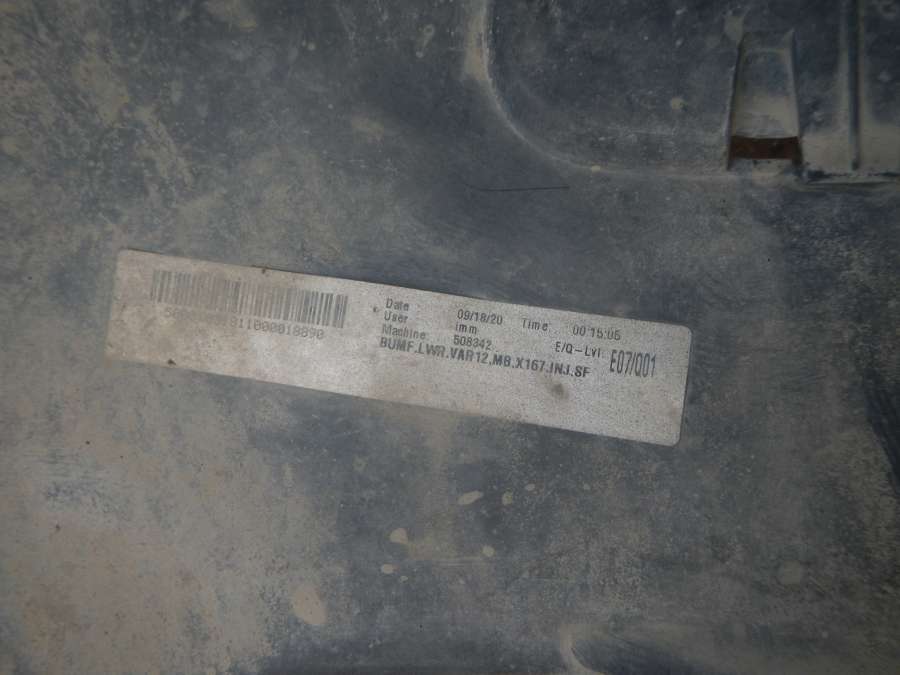 Date : 09/18/20 Time : 00:15:05
User : imm
Machine: 508342 E/Q-Lvl E07/Q01
BUMF.LWR.VAR12,MB.X167.INJ.SF